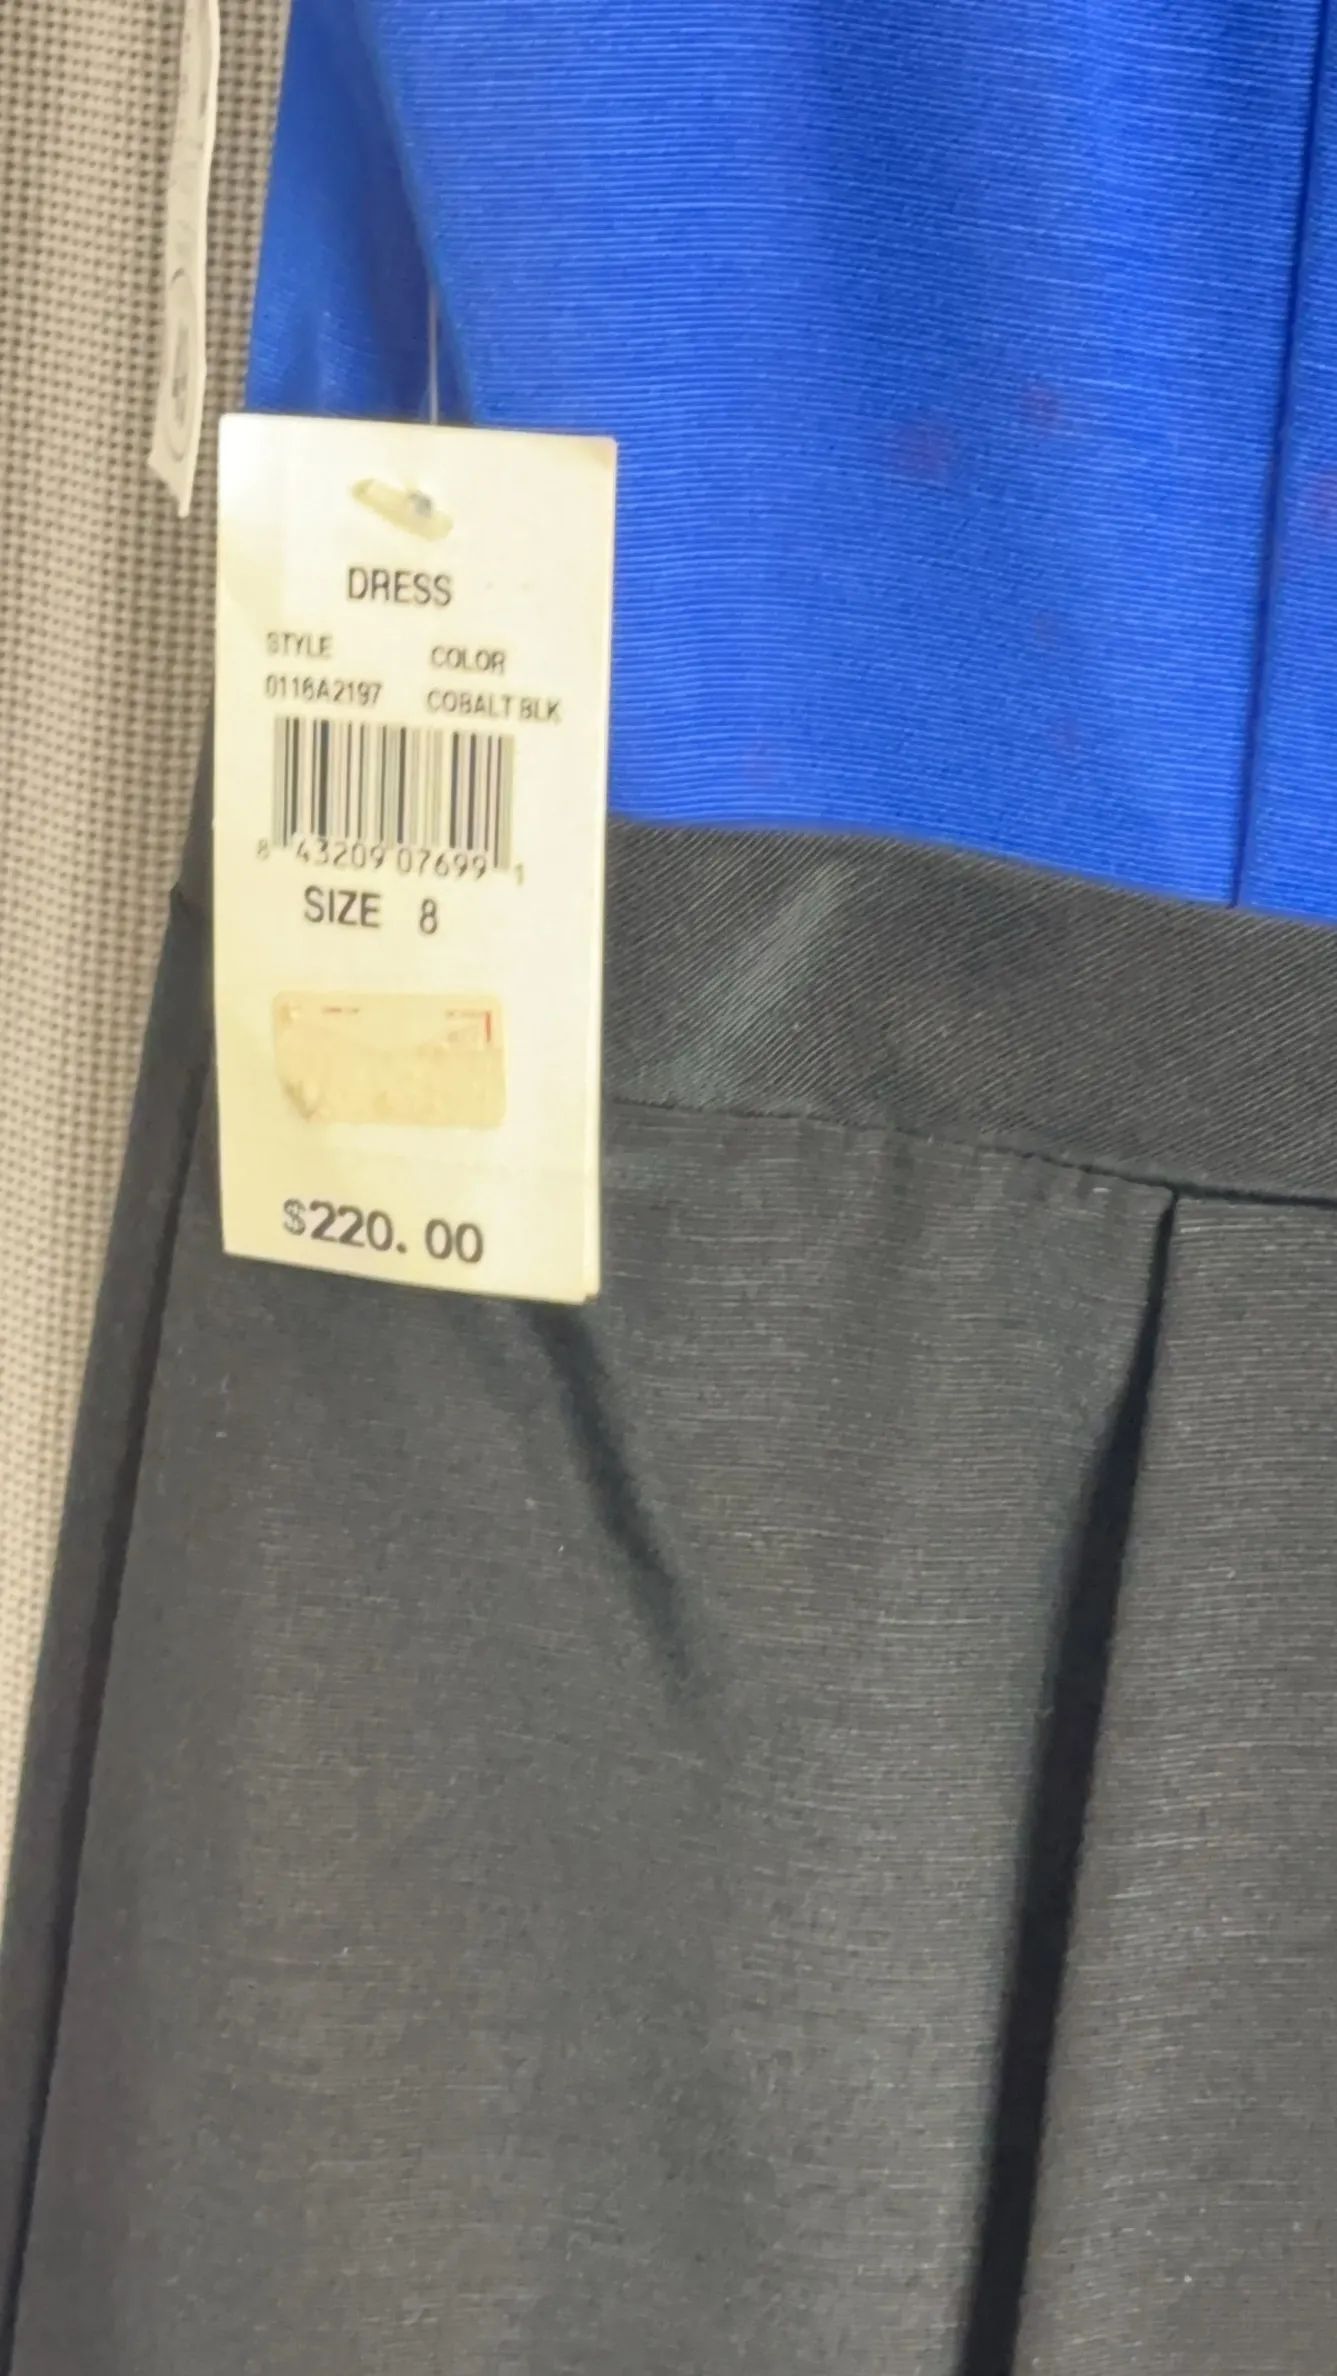 DRESS
STYLE COLOR
0116A2197 COBALT BLK
8 43209 07699 1
SIZE 8
$220.00